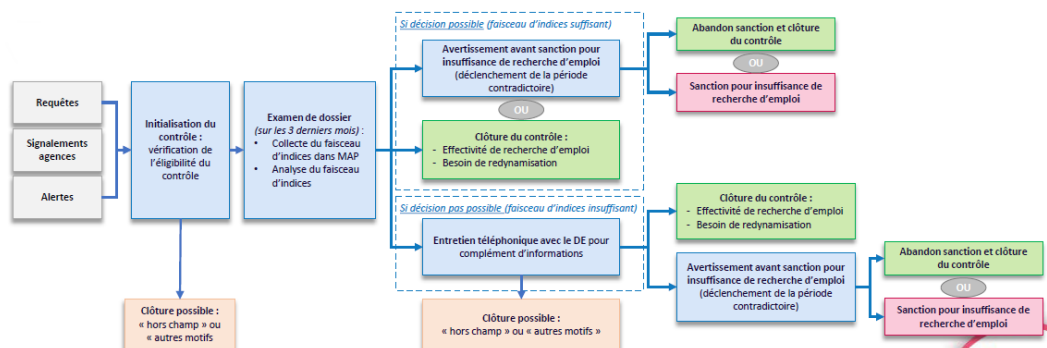 Requêtes
Signalements
agences
Alertes
Initialisation du
contrôle :
vérification de
l'éligibilité du
contrôle
Clôture possible :
« hors champ » ou
« autres motifs
Examen de dossier
(sur les 3 derniers mois) :
• Collecte du faisceau
d'indices dans MAP
• Analyse du faisceau
d'indices
Si décision possible (faisceau d'indices suffisant)
Avertissement avant sanction pour
insuffisance de recherche d'emploi
(déclenchement de la période
contradictoire)
OU
Clôture du contrôle :
- Effectivité de recherche d'emploi
- Besoin de redynamisation
Abandon sanction et clôture
du contrôle
OU
Sanction pour insuffisance de
recherche d'emploi
Si décision pas possible (faisceau d'indices insuffisant)
Entretien téléphonique avec le DE pour
complément d'informations
Clôture possible :
« hors champ » ou « autres motifs »
Clôture du contrôle :
- Effectivité de recherche d'emploi
- Besoin de redynamisation
Avertissement avant sanction pour
insuffisance de recherche d'emploi
(déclenchement de la période
contradictoire)
Abandon sanction et clôture
du contrôle
OU
Sanction pour insuffisance de
recherche d'emploi